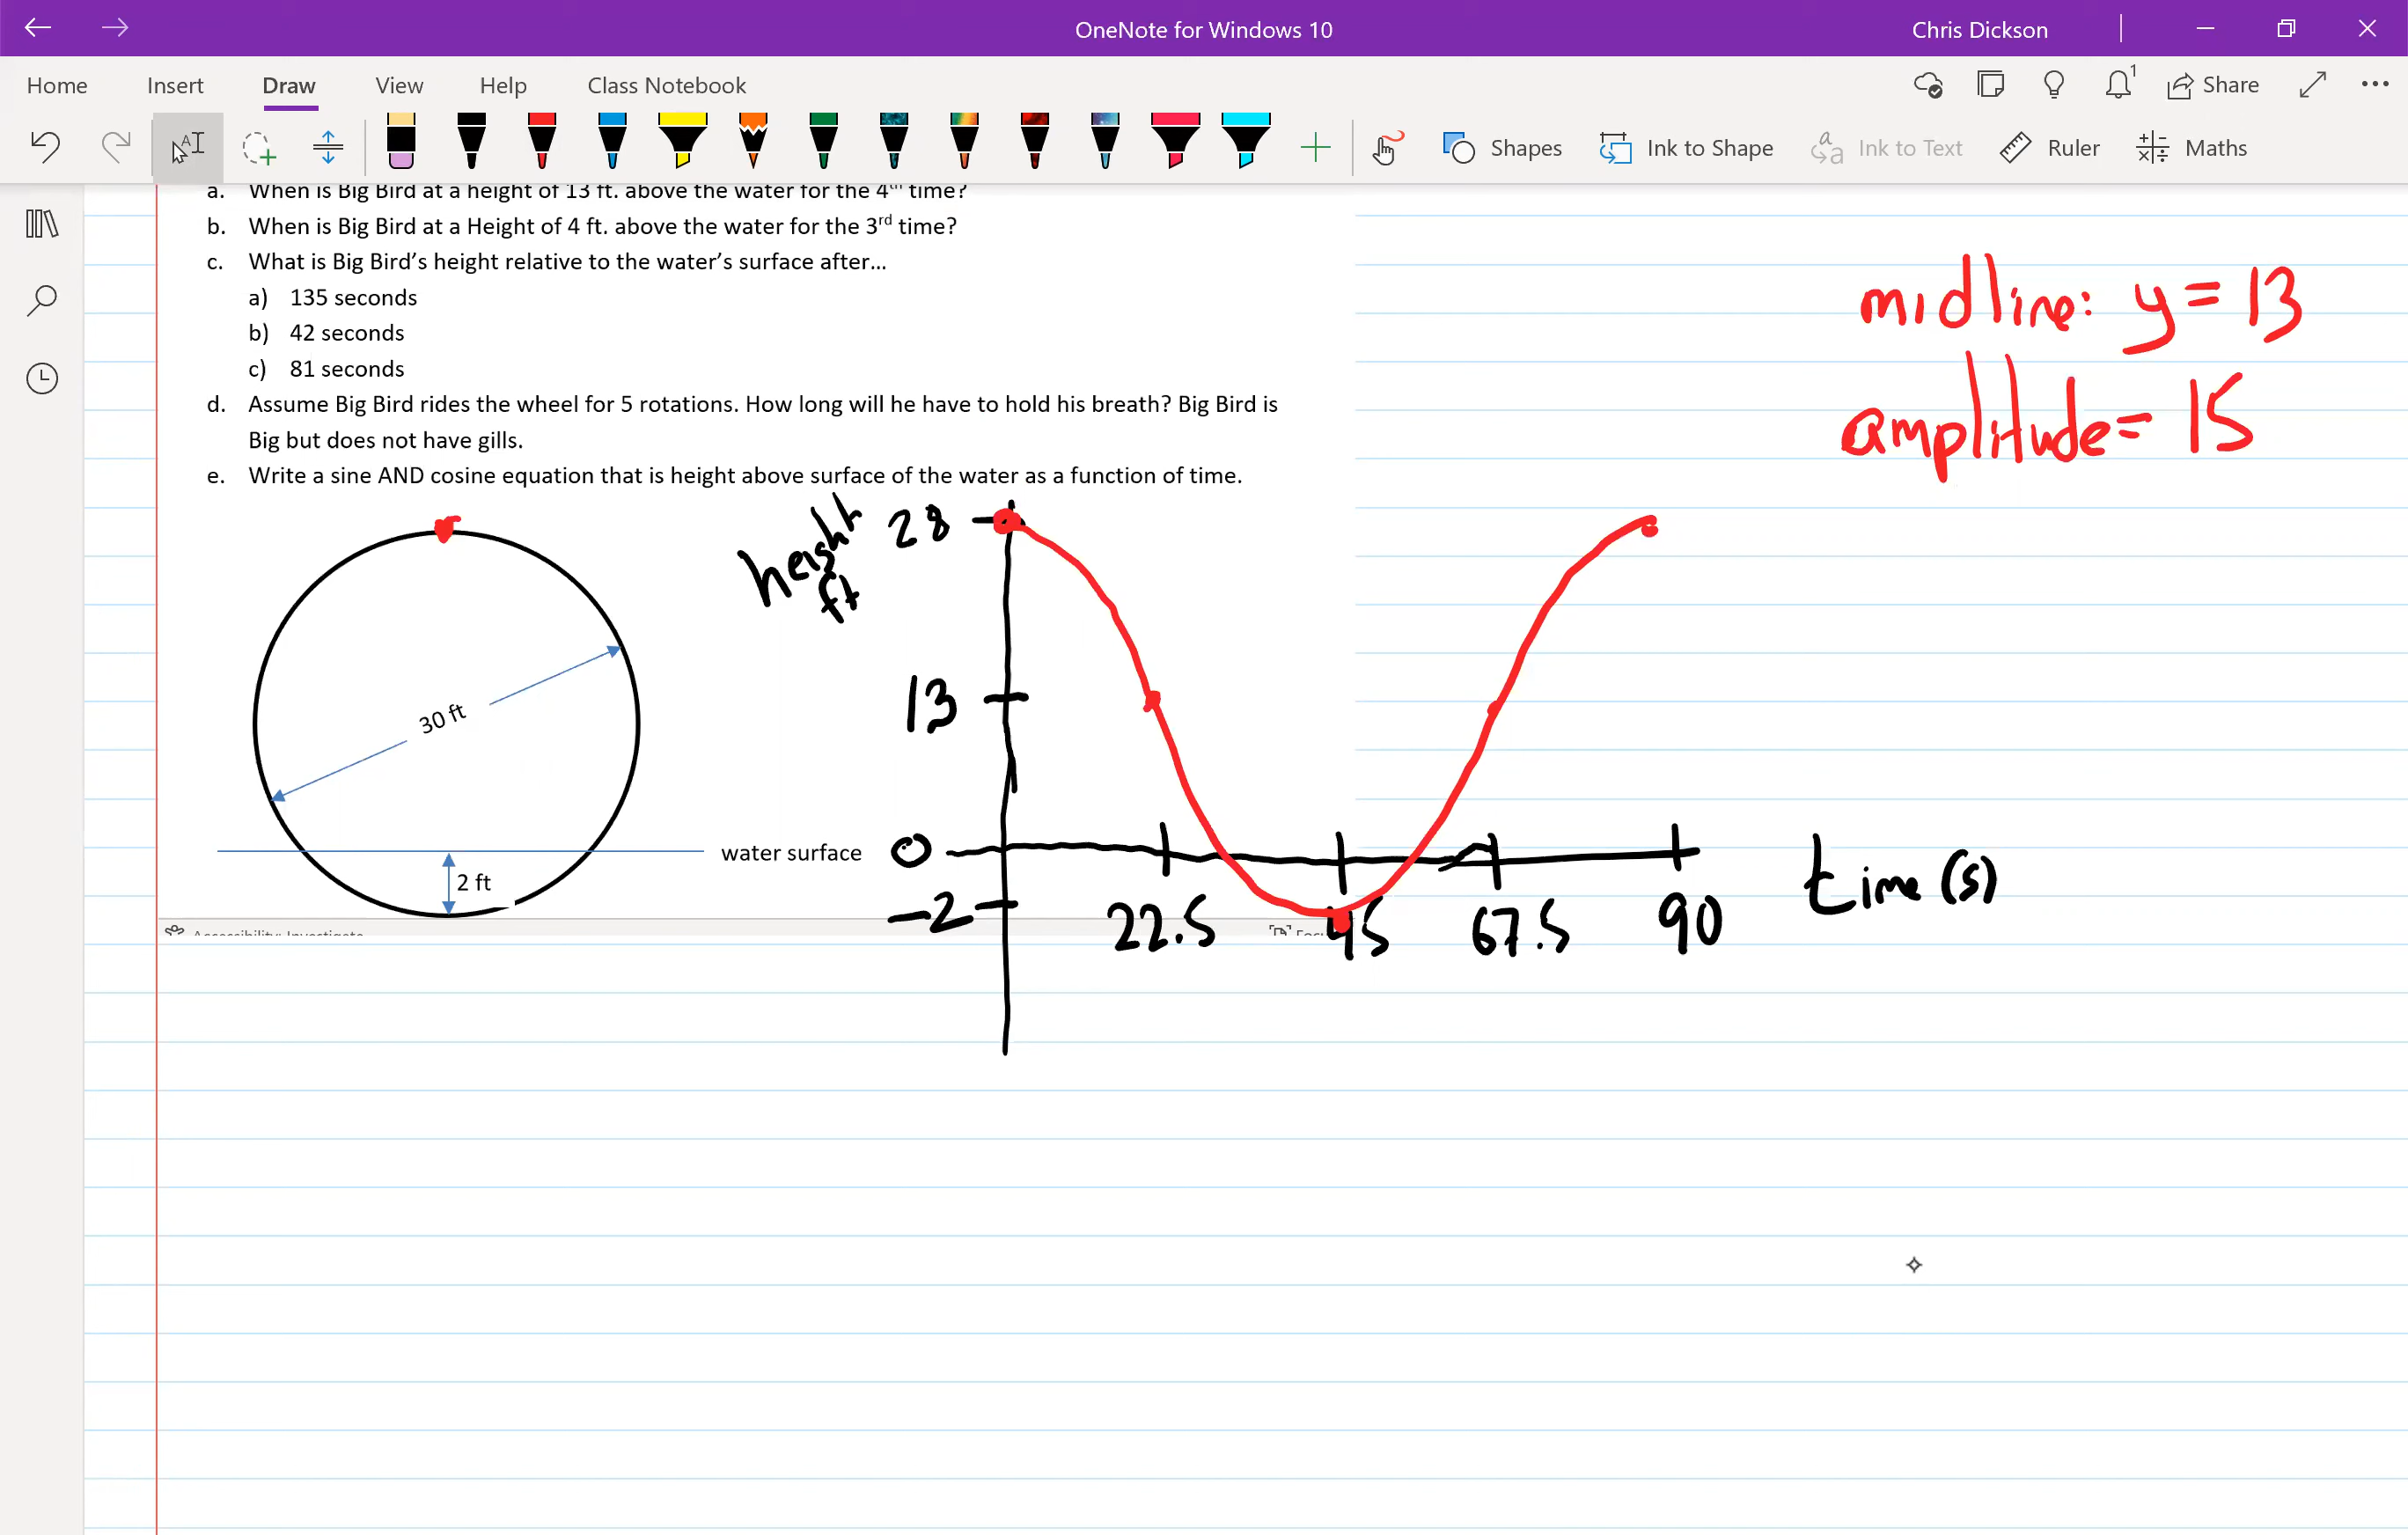 OneNote for Windows 10
Chris Dickson
Home Insert Draw View Help Class Notebook
1
Share
Shapes Ink to Shape Ink to Text Ruler Maths
a. When is Big Bird at a height of 13 ft. above the water for the 4th time?
b. When is Big Bird at a Height of 4 ft. above the water for the 3rd time?
c. What is Big Bird's height relative to the water's surface after...
a) 135 seconds
b) 42 seconds
c) 81 seconds
d. Assume Big Bird rides the wheel for 5 rotations. How long will he have to hold his breath? Big Bird is
Big but does not have gills.
e. Write a sine AND cosine equation that is height above surface of the water as a function of time.
midline: y = 13
amplitude = 15
height
ft
28
13
0
-2
22.5
45
67.5
90
time (s)
30 ft
water surface
2 ft
Accessibility: Investigate